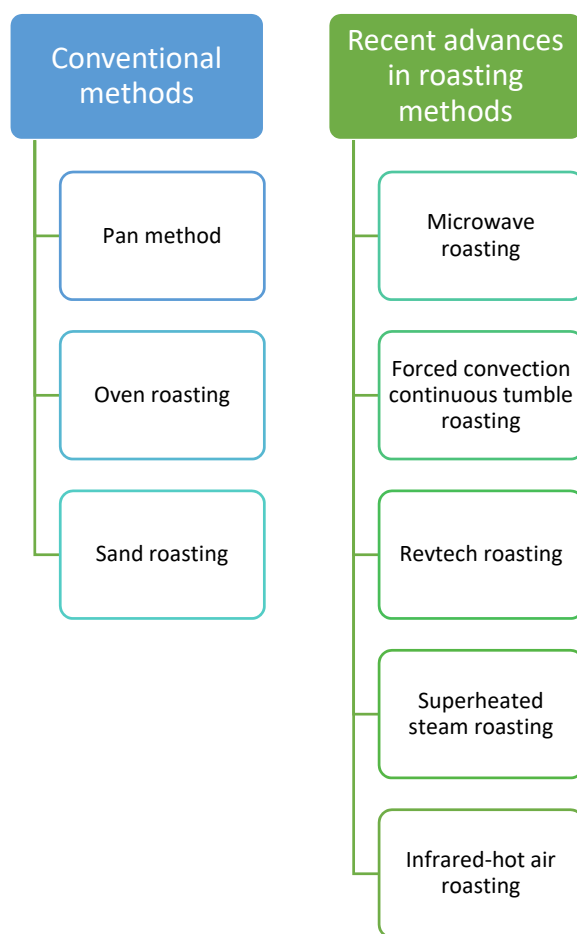 Conventional
methods
Pan method
Oven roasting
Sand roasting
Recent advances
in roasting
methods
Microwave
roasting
Forced convection
continuous tumble
roasting
Revtech roasting
Superheated
steam roasting
Infrared-hot air
roasting